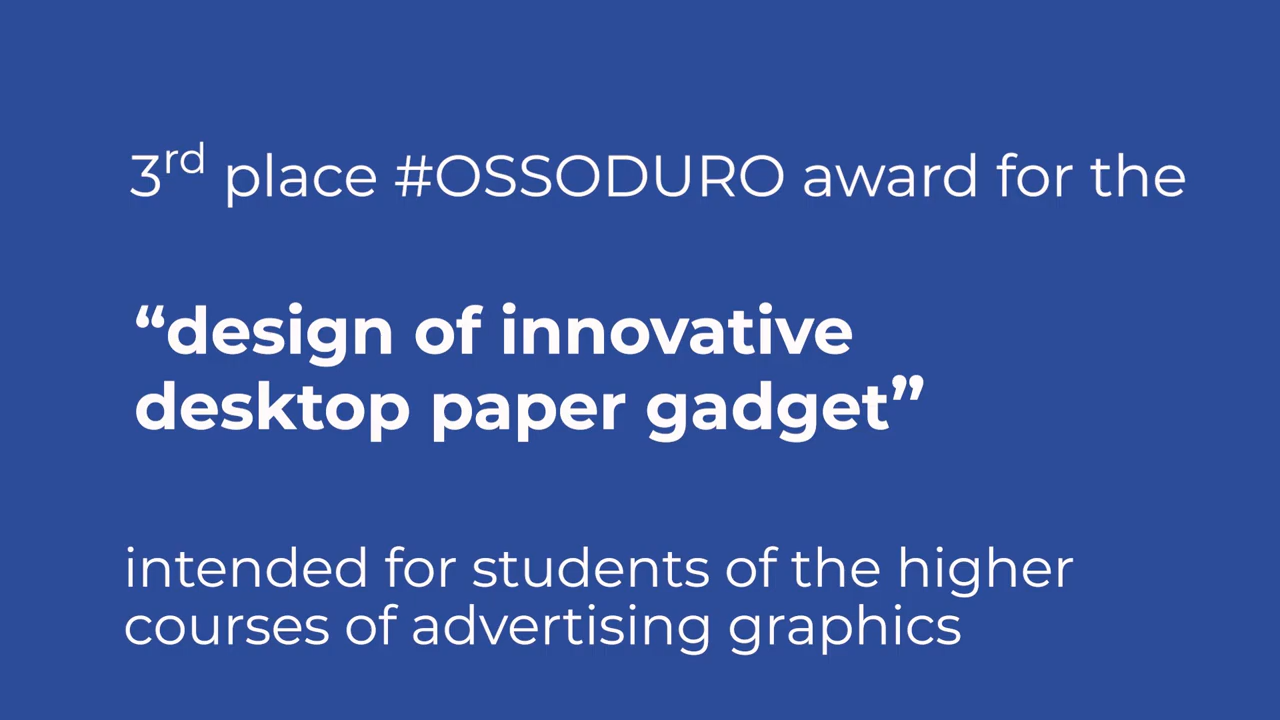 3rd place #OSSODURO award for the
“design of innovative
desktop paper gadget”
intended for students of the higher
courses of advertising graphics